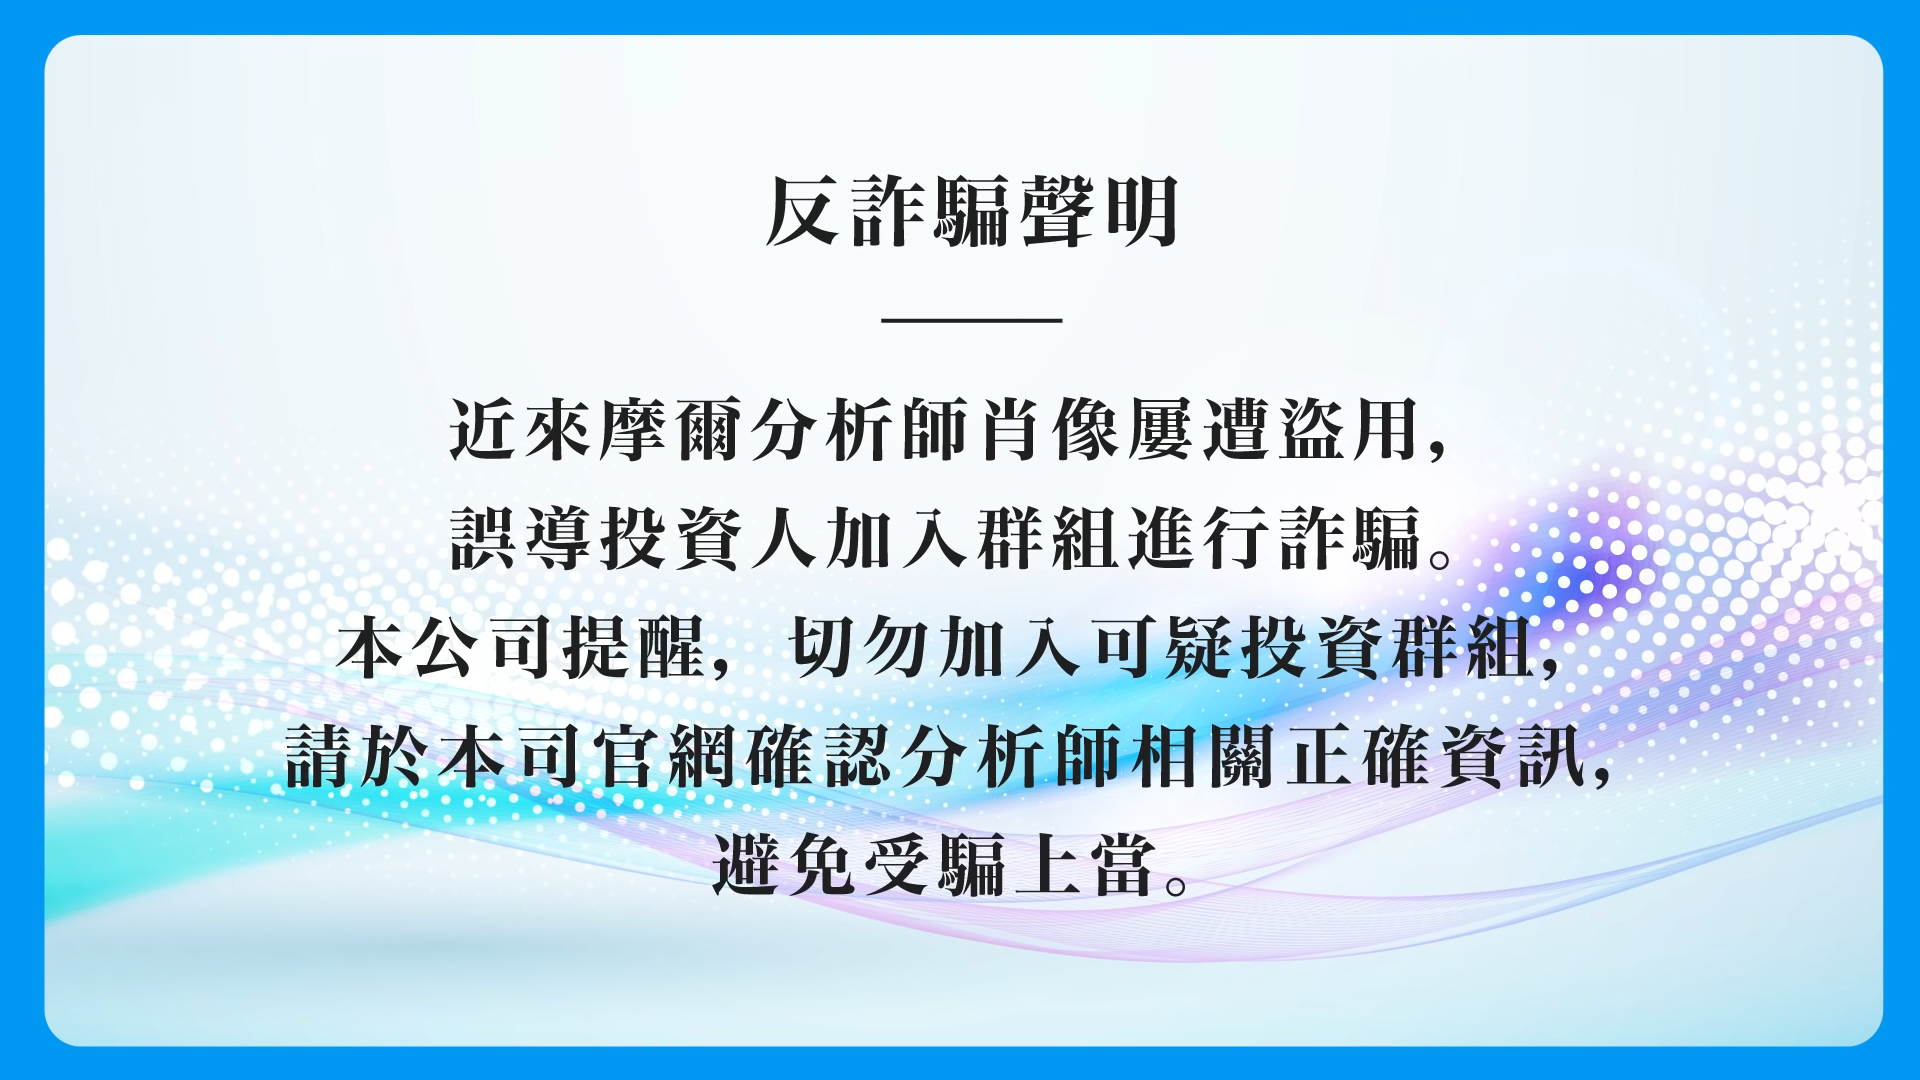 反詐騙聲明
近來摩爾分析師肖像屢遭盜用，
誤導投資人加入群組進行詐騙。
本公司提醒，切勿加入可疑投資群組，
請於本司官網確認分析師相關正確資訊，
避免受騙上當。